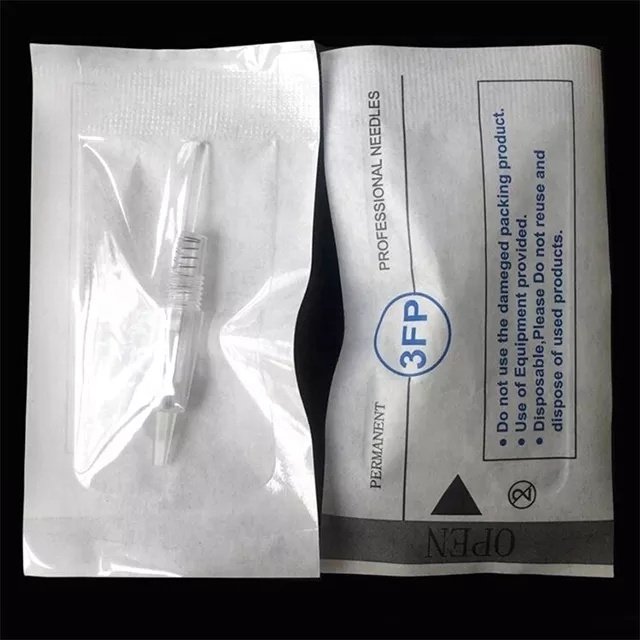 PERMANENT
3FP
PROFESSIONAL NEEDLES
• Do not use the dameged packing product.
• Use of Equipment provided.
• Disposable,Please Do not reuse and
dispose of used products.
2
OPEN